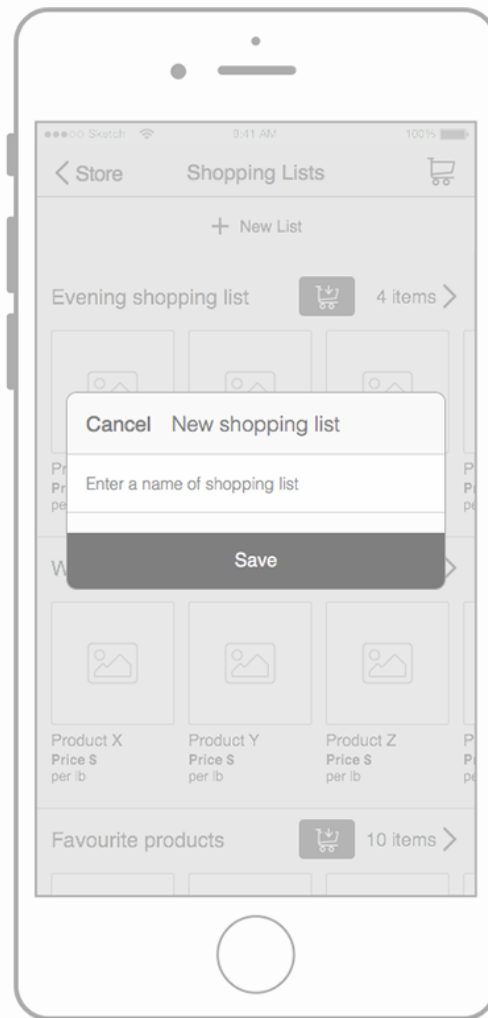 Sketch 9:41 AM 100%
Store Shopping Lists
+ New List
Evening shopping list 4 items
Cancel New shopping list
Enter a name of shopping list
Save
Product X Product Y Product Z
Price $ Price $ Price $
per lb per lb per lb
Favourite products 10 items